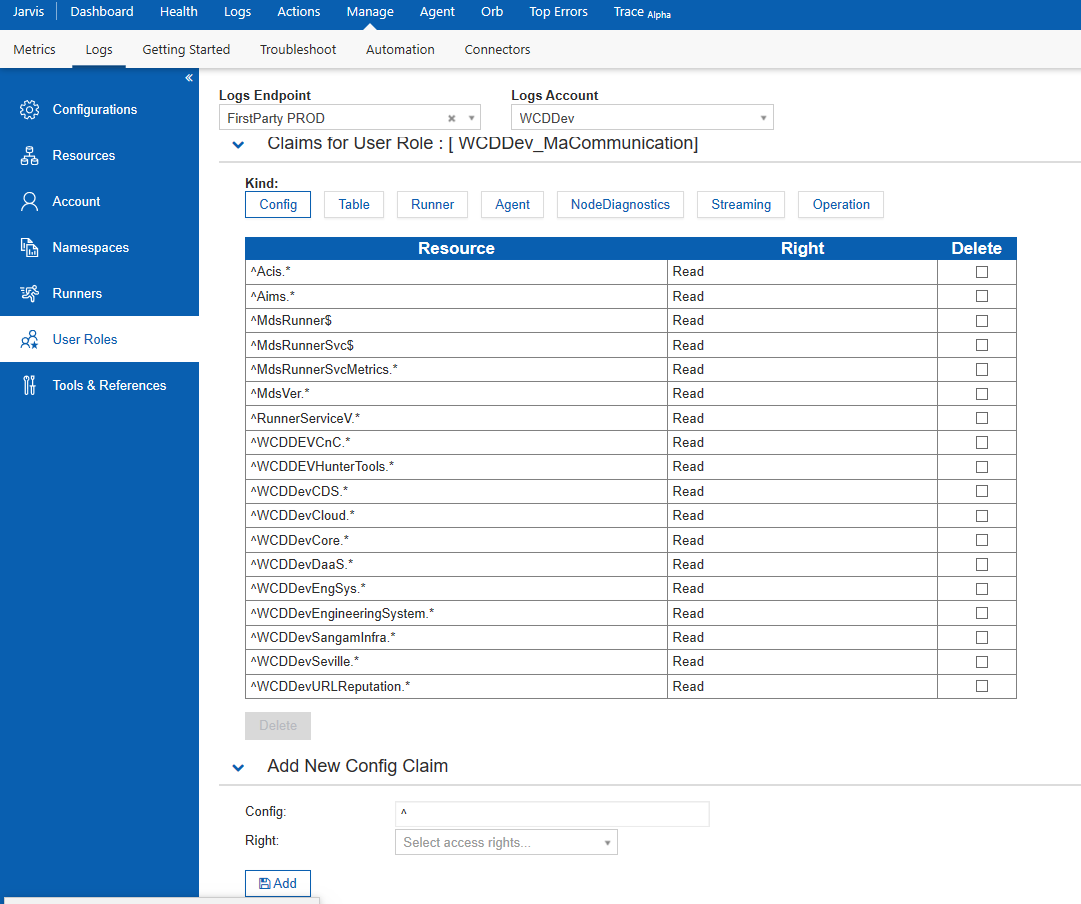 Jarvis Dashboard Health Logs Actions Manage Agent Orb Top Errors Trace Alpha
Metrics Logs Getting Started Troubleshoot Automation Connectors
«
Configurations
Resources
Account
Namespaces
Runners
User Roles
Tools & References
Logs Endpoint Logs Account
FirstParty PROD WCDDev
Claims for User Role : [ WCDDev_MaCommunication]
Kind:
Config Table Runner Agent NodeDiagnostics Streaming Operation
Resource Right Delete
^Acis.* Read
^Aims.* Read
^MdsRunner$ Read
^MdsRunnerSvc$ Read
^MdsRunnerSvcMetrics.* Read
^MdsVer.* Read
^RunnerServiceV.* Read
^WCDDEVCnC.* Read
^WCDDEVHunterTools.* Read
^WCDDevCDS.* Read
^WCDDevCloud.* Read
^WCDDevCore.* Read
^WCDDevDaaS.* Read
^WCDDevEngSys.* Read
^WCDDevEngineeringSystem.* Read
^WCDDevSangamInfra.* Read
^WCDDevSeville.* Read
^WCDDevURLReputation.* Read
Delete
Add New Config Claim
Config: ^
Right: Select access rights...
Add